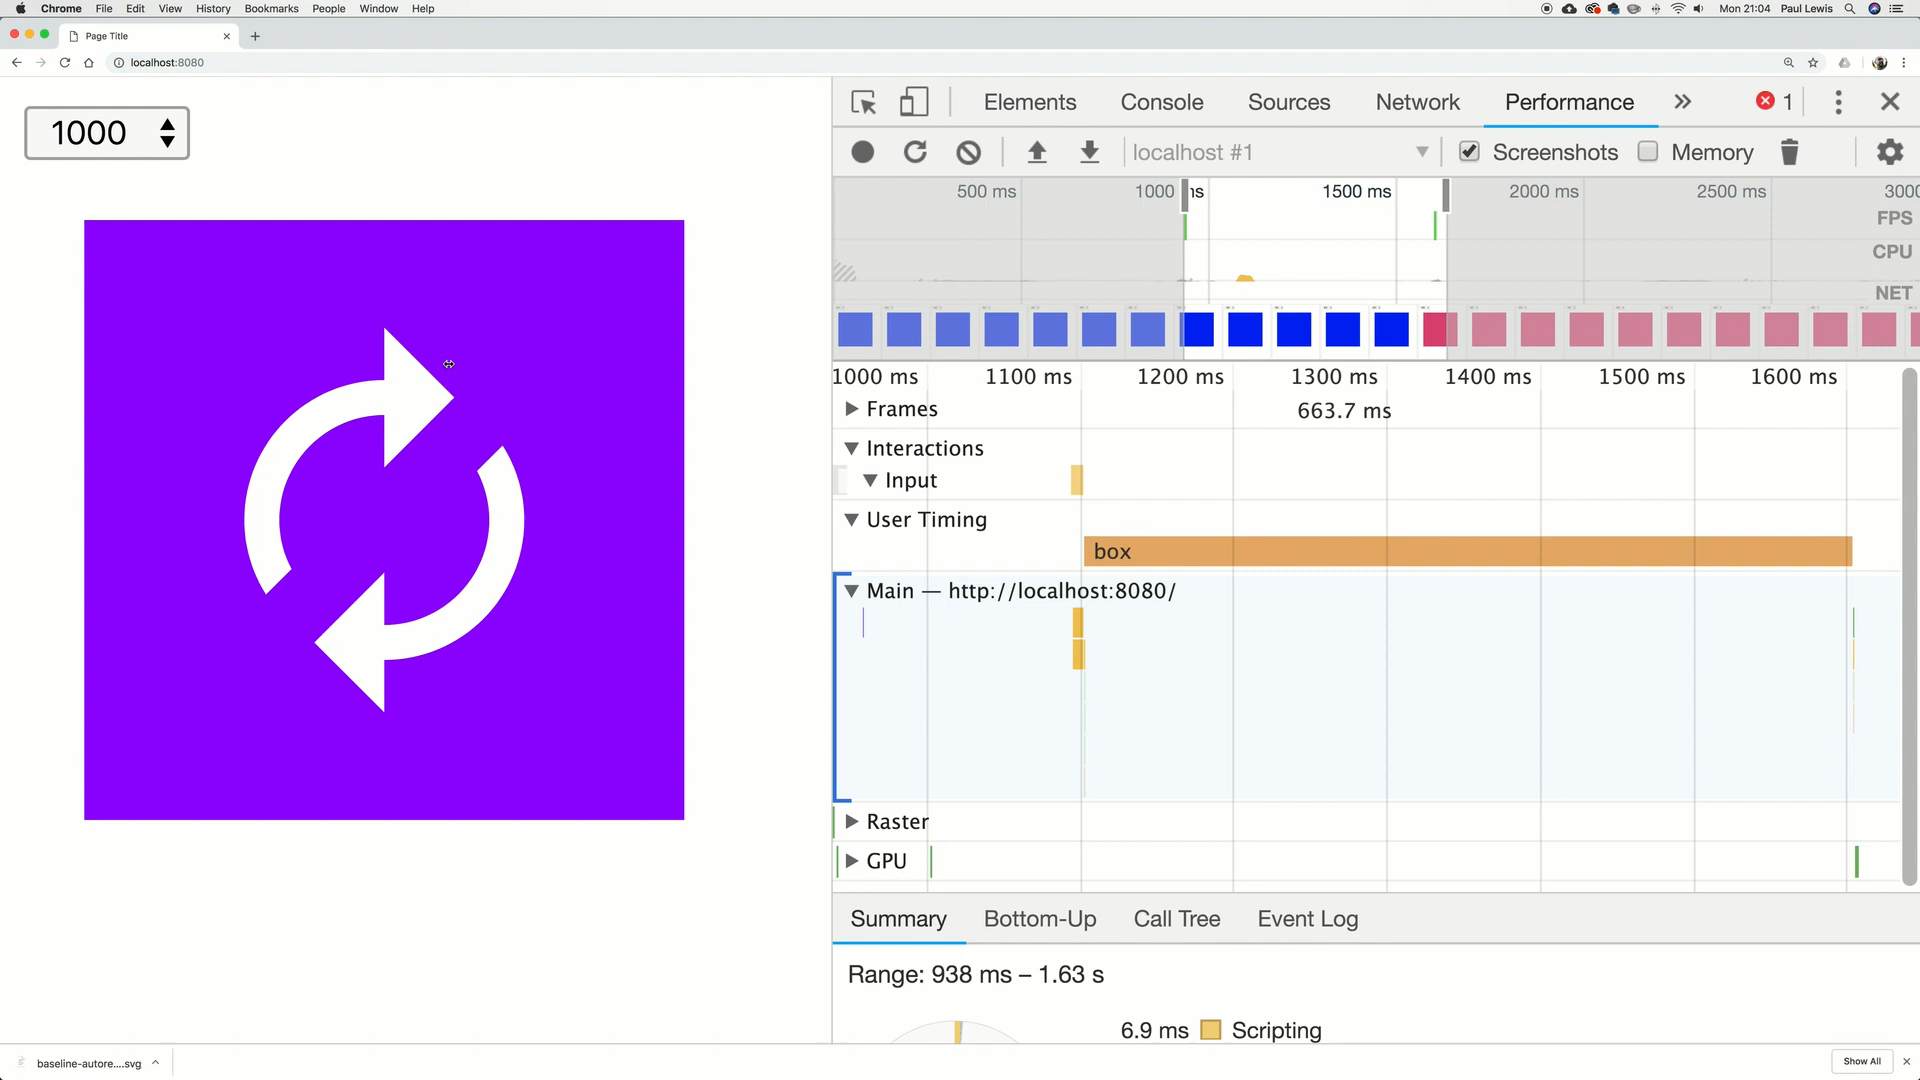 Chrome File Edit View History Bookmarks People Window Help Mon 21:04 Paul Lewis
Page Title
localhost:8080
1000
Elements Console Sources Network Performance 1
localhost #1 Screenshots Memory
500 ms 1000 ms 1500 ms 2000 ms 2500 ms 3000
FPS
CPU
NET
1000 ms 1100 ms 1200 ms 1300 ms 1400 ms 1500 ms 1600 ms
Frames 663.7 ms
Interactions
Input
User Timing
box
Main — http://localhost:8080/
Raster
GPU
Summary Bottom-Up Call Tree Event Log
Range: 938 ms – 1.63 s
6.9 ms Scripting
baseline-autore....svg Show All